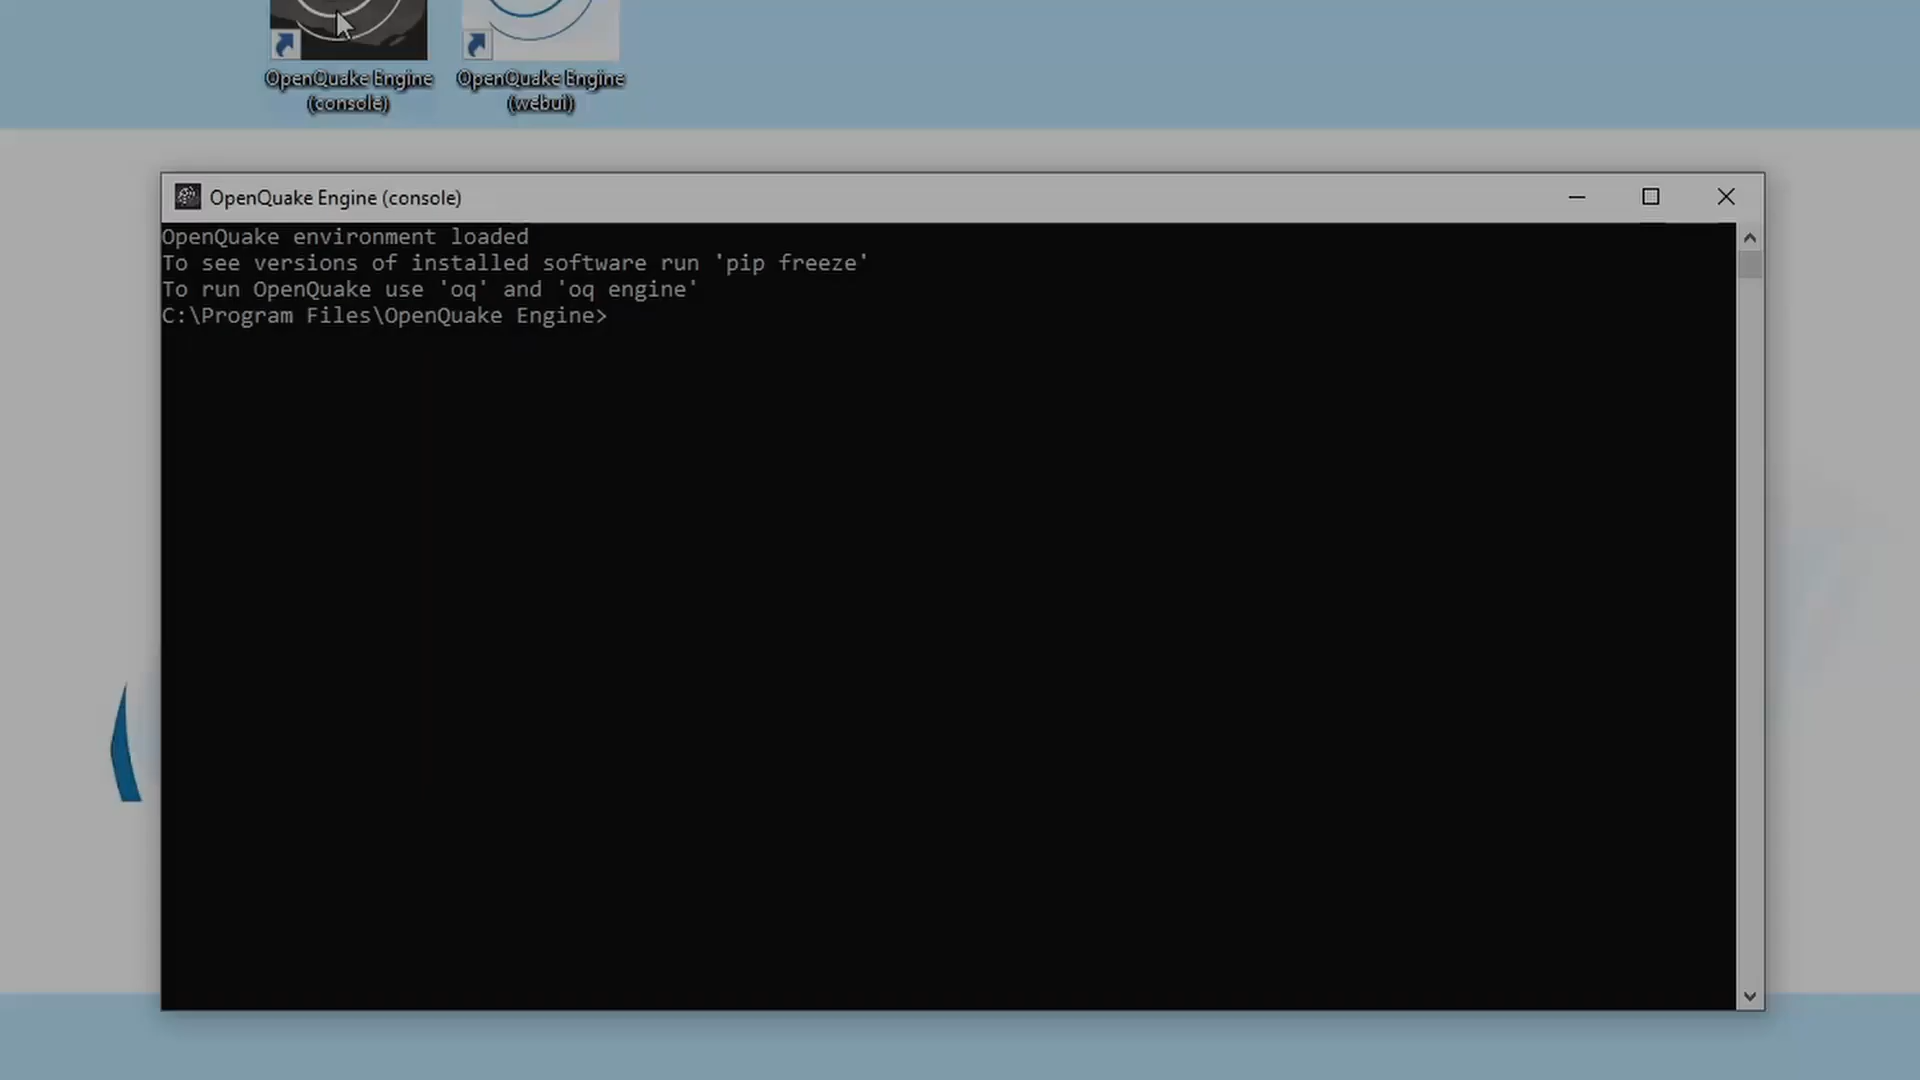 OpenQuake Engine
(console)
OpenQuake Engine
(webui)
OpenQuake Engine (console)
OpenQuake environment loaded
To see versions of installed software run 'pip freeze'
To run OpenQuake use 'oq' and 'oq engine'
C:\Program Files\OpenQuake Engine>